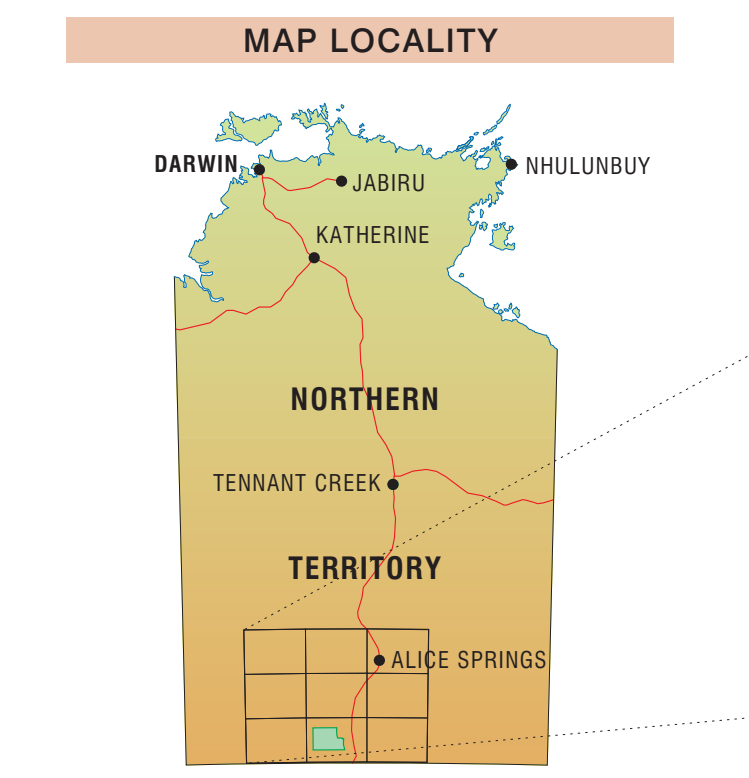 MAP LOCALITY
DARWIN
NHULUNBUY
JABIRU
KATHERINE
NORTHERN
TENNANT CREEK
TERRITORY
ALICE SPRINGS